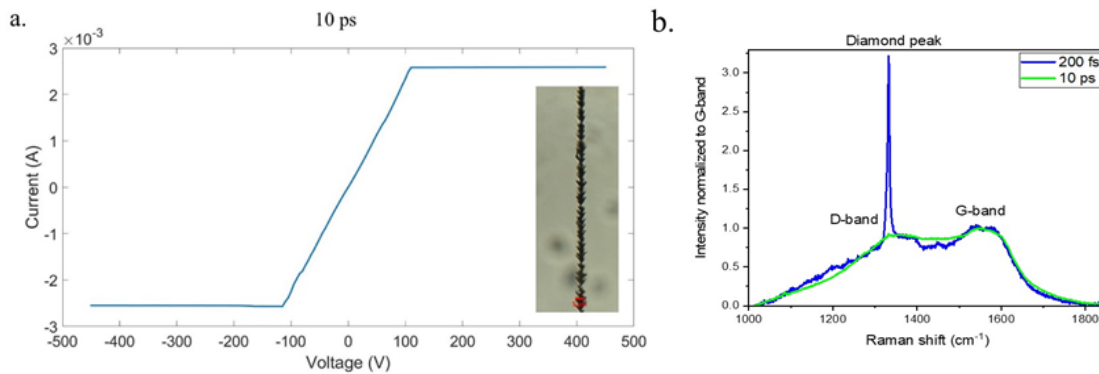 a.
10 ps
×10⁻³
3
2
1
0
-1
-2
-3
Current (A)
-500 -400 -300 -200 -100 0 100 200 300 400 500
Voltage (V)
b.
Diamond peak
200 fs
10 ps
3.0
2.5
2.0
1.5
1.0
0.5
0.0
Intensity normalized to G-band
D-band
G-band
1000 1200 1400 1600 1800
Raman shift (cm⁻¹)